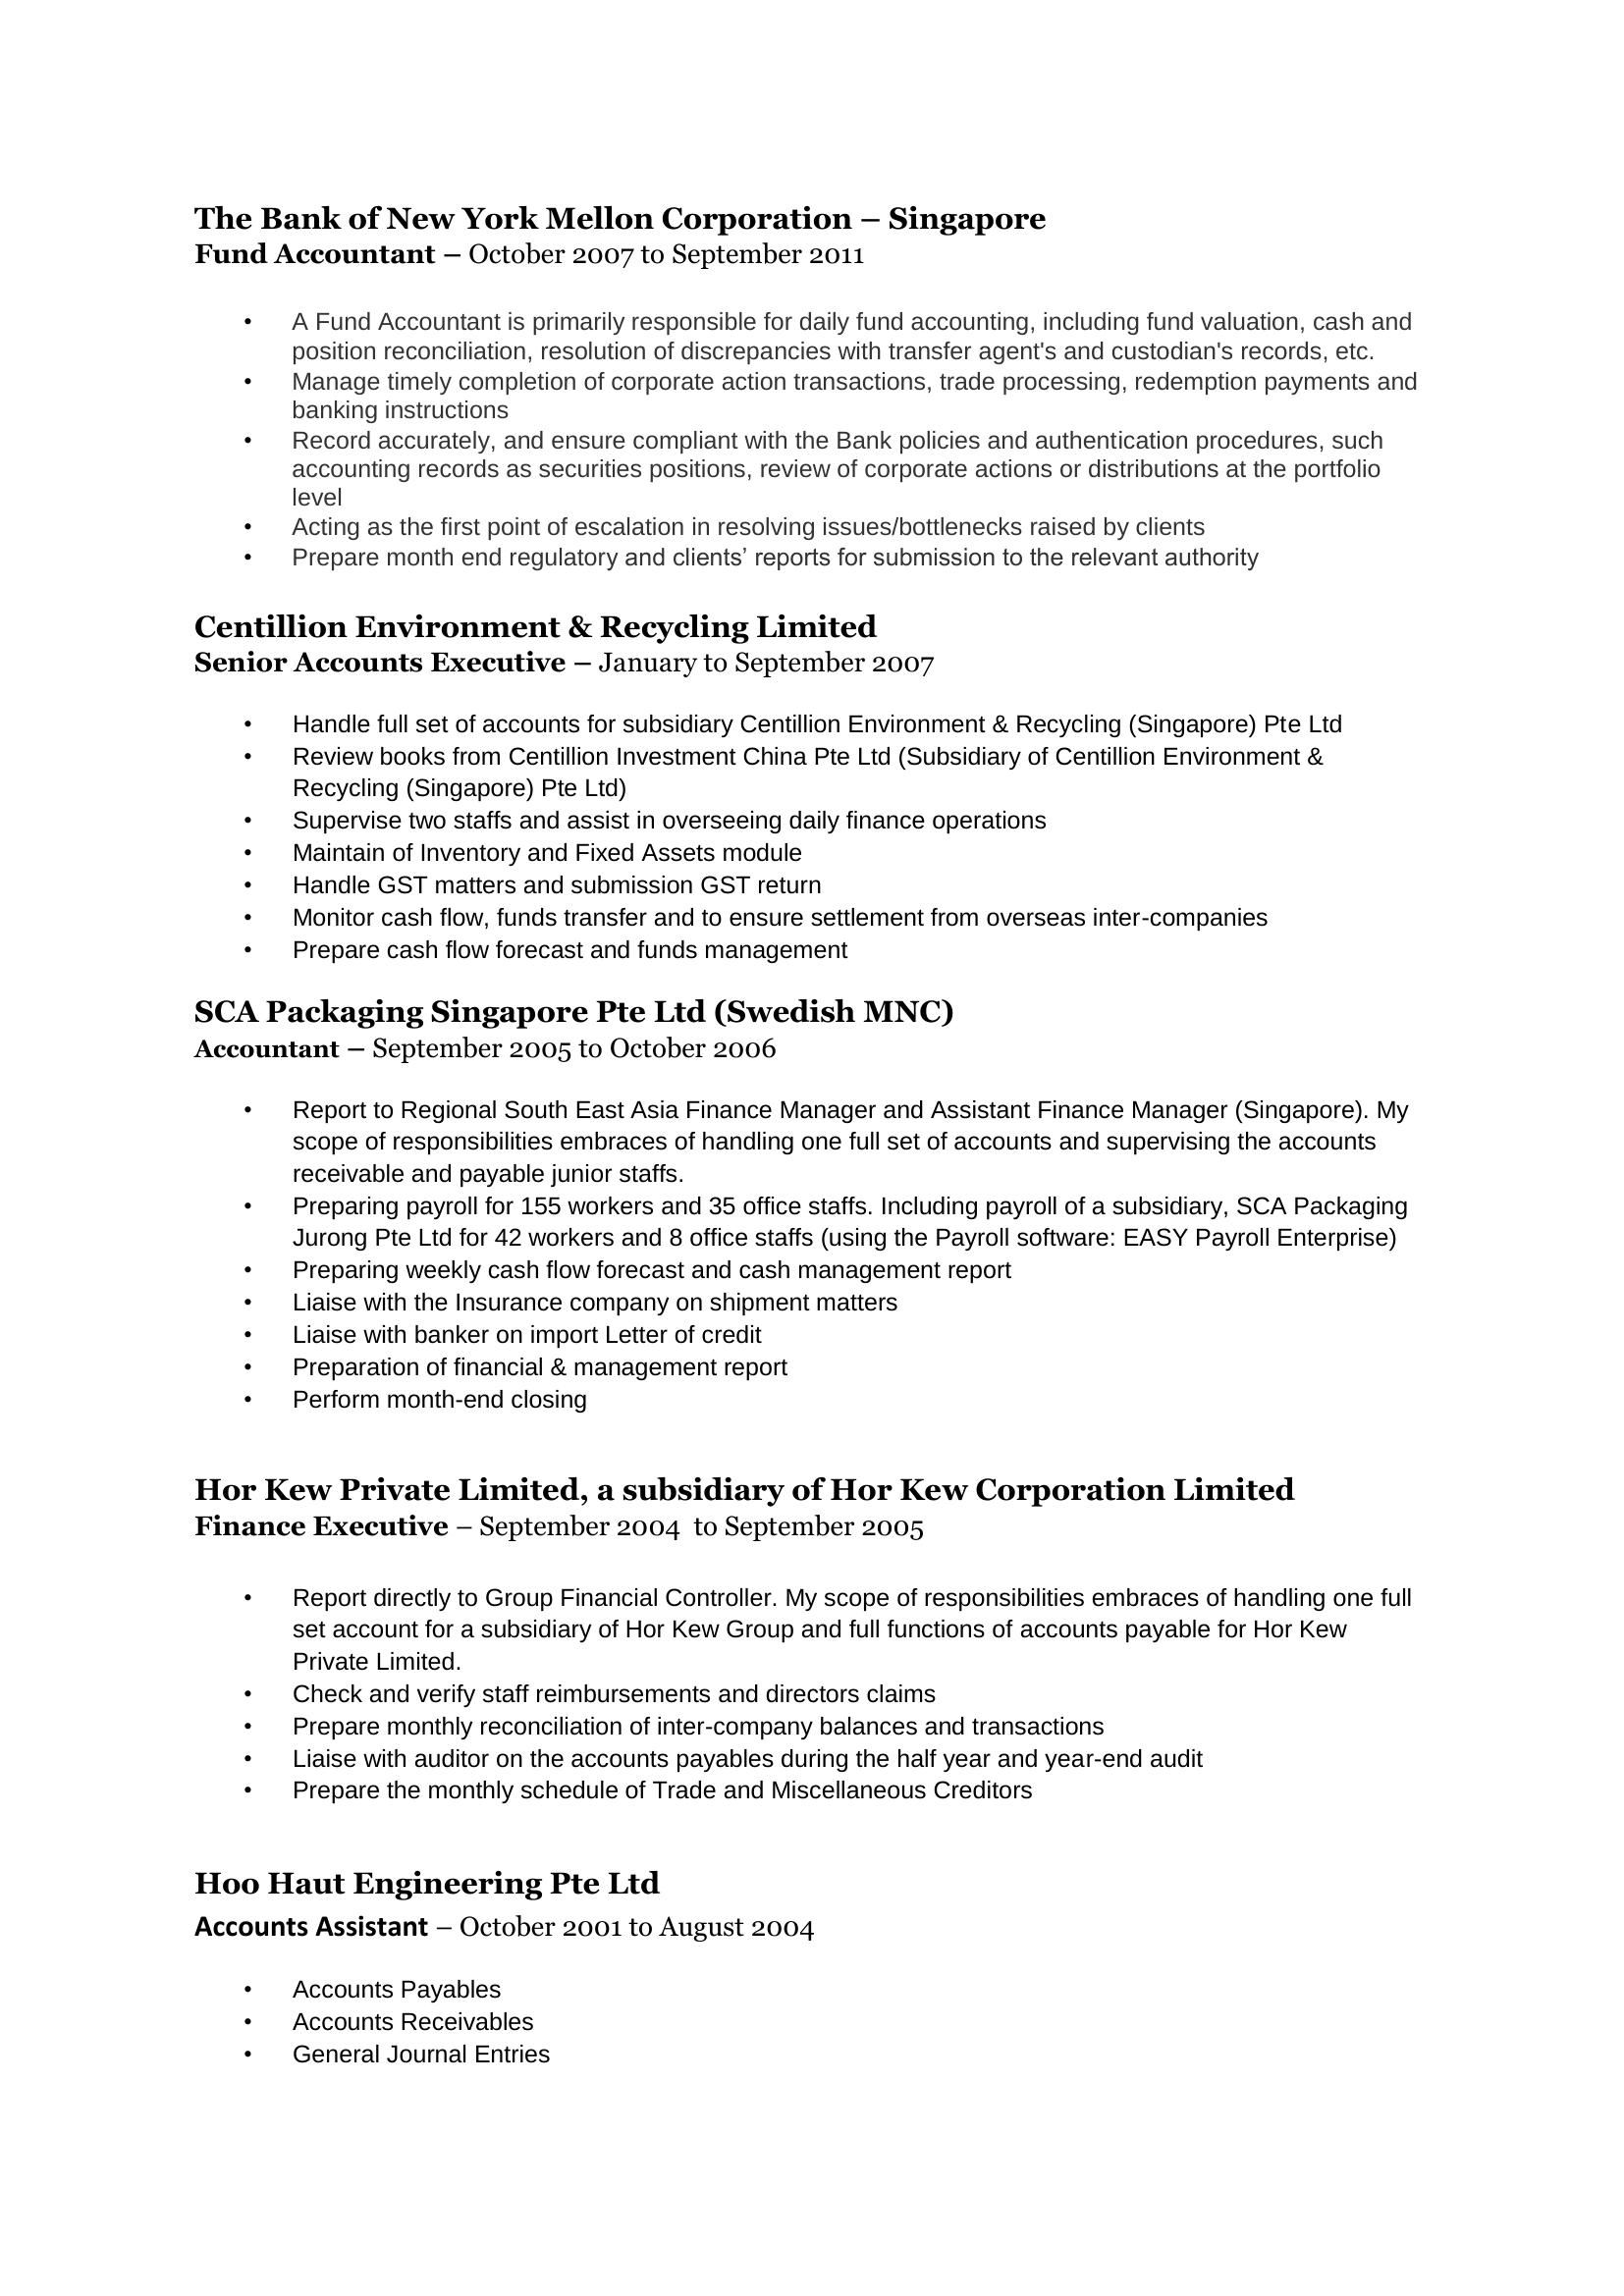 The Bank of New York Mellon Corporation – Singapore
Fund Accountant – October 2007 to September 2011
• A Fund Accountant is primarily responsible for daily fund accounting, including fund valuation, cash and
position reconciliation, resolution of discrepancies with transfer agent's and custodian's records, etc.
• Manage timely completion of corporate action transactions, trade processing, redemption payments and
banking instructions
• Record accurately, and ensure compliant with the Bank policies and authentication procedures, such
accounting records as securities positions, review of corporate actions or distributions at the portfolio
level
• Acting as the first point of escalation in resolving issues/bottlenecks raised by clients
• Prepare month end regulatory and clients’ reports for submission to the relevant authority
Centillion Environment & Recycling Limited
Senior Accounts Executive – January to September 2007
• Handle full set of accounts for subsidiary Centillion Environment & Recycling (Singapore) Pte Ltd
• Review books from Centillion Investment China Pte Ltd (Subsidiary of Centillion Environment &
Recycling (Singapore) Pte Ltd)
• Supervise two staffs and assist in overseeing daily finance operations
• Maintain of Inventory and Fixed Assets module
• Handle GST matters and submission GST return
• Monitor cash flow, funds transfer and to ensure settlement from overseas inter-companies
• Prepare cash flow forecast and funds management
SCA Packaging Singapore Pte Ltd (Swedish MNC)
Accountant – September 2005 to October 2006
• Report to Regional South East Asia Finance Manager and Assistant Finance Manager (Singapore). My
scope of responsibilities embraces of handling one full set of accounts and supervising the accounts
receivable and payable junior staffs.
• Preparing payroll for 155 workers and 35 office staffs. Including payroll of a subsidiary, SCA Packaging
Jurong Pte Ltd for 42 workers and 8 office staffs (using the Payroll software: EASY Payroll Enterprise)
• Preparing weekly cash flow forecast and cash management report
• Liaise with the Insurance company on shipment matters
• Liaise with banker on import Letter of credit
• Preparation of financial & management report
• Perform month-end closing
Hor Kew Private Limited, a subsidiary of Hor Kew Corporation Limited
Finance Executive – September 2004 to September 2005
• Report directly to Group Financial Controller. My scope of responsibilities embraces of handling one full
set account for a subsidiary of Hor Kew Group and full functions of accounts payable for Hor Kew
Private Limited.
• Check and verify staff reimbursements and directors claims
• Prepare monthly reconciliation of inter-company balances and transactions
• Liaise with auditor on the accounts payables during the half year and year-end audit
• Prepare the monthly schedule of Trade and Miscellaneous Creditors
Hoo Haut Engineering Pte Ltd
Accounts Assistant – October 2001 to August 2004
• Accounts Payables
• Accounts Receivables
• General Journal Entries